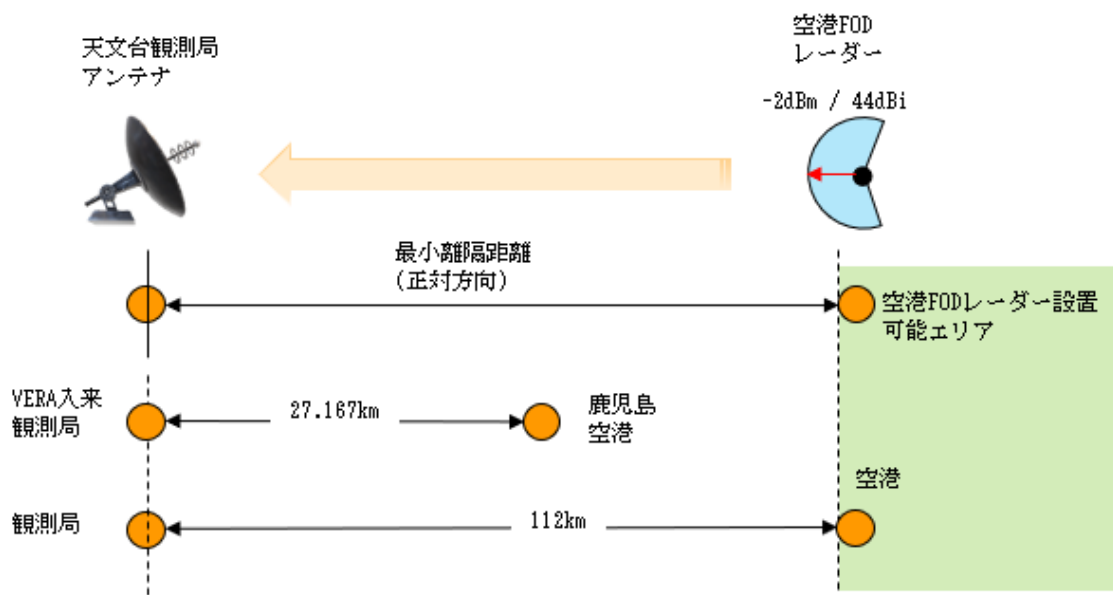 天文台観測局
アンテナ
空港FOD
レーダー
-2dBm / 44dBi
最小離隔距離
(正対方向)
空港FODレーダー設置
可能エリア
VERA入来
観測局
27.167km
鹿児島
空港
観測局
112km
空港